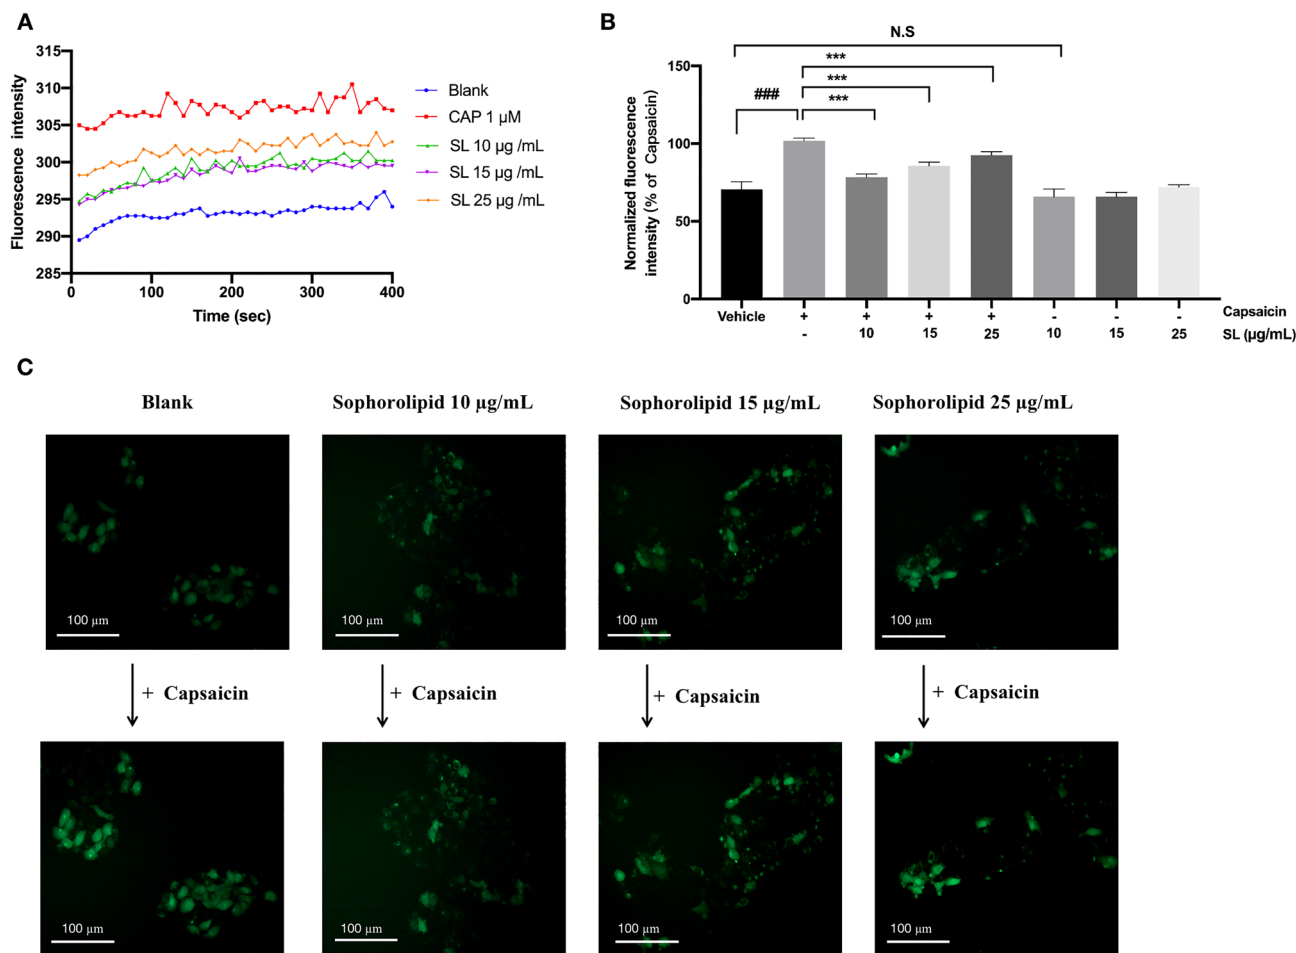 A
Fluorescence intensity
315
310
305
300
295
290
285
0
100
200
300
400
Time (sec)
Blank
CAP 1 µM
SL 10 µg /mL
SL 15 µg /mL
SL 25 µg /mL
B
Normalized fluorescence
intensity (% of Capsaicin)
150
100
50
0
N.S
***
***
***
###
Vehicle + + + + - - - Capsaicin
- 10 15 25 10 15 25 SL (µg/mL)
C
Blank
Sophorolipid 10 µg/mL
Sophorolipid 15 µg/mL
Sophorolipid 25 µg/mL
100 µm
100 µm
100 µm
100 µm
+ Capsaicin
+ Capsaicin
+ Capsaicin
+ Capsaicin
100 µm
100 µm
100 µm
100 µm